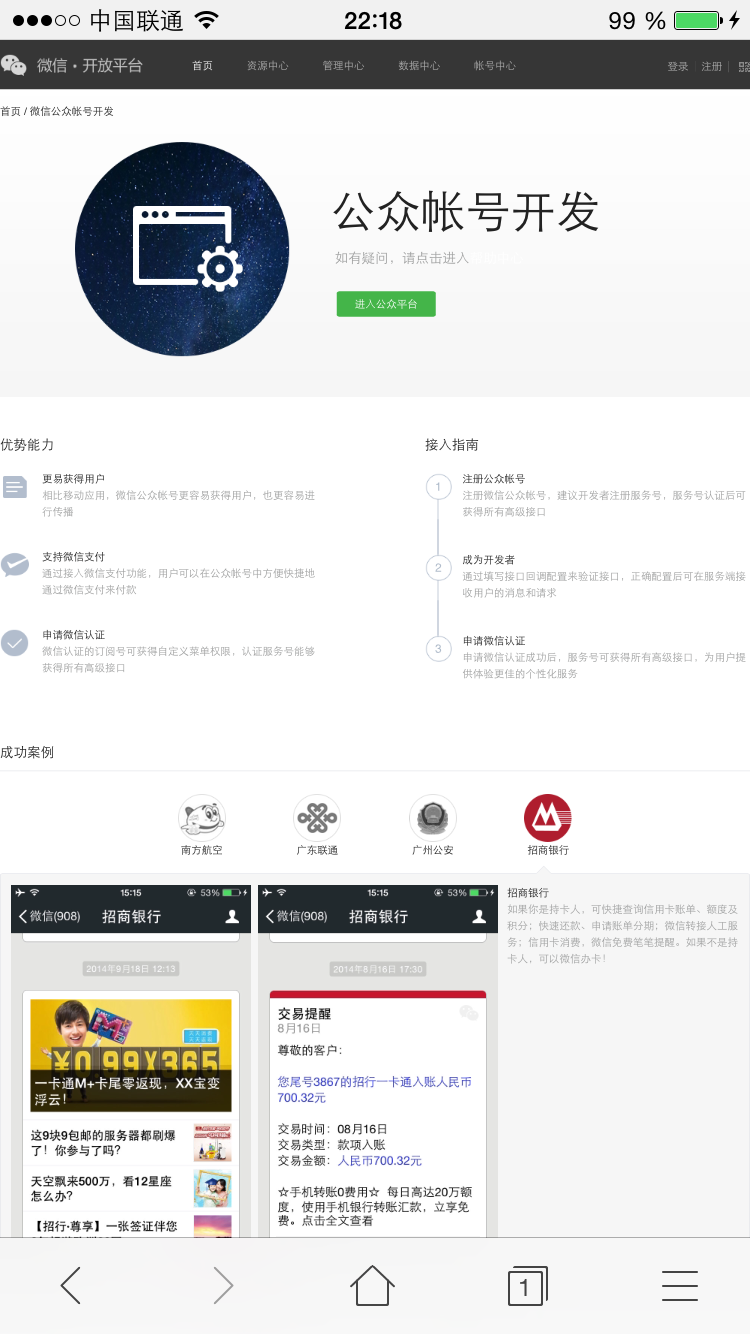 中国联通 22:18 99 %
微信·开放平台 首页 资源中心 管理中心 数据中心 帐号中心 登录 注册
首页 / 微信公众帐号开发
公众帐号开发
如有疑问，请点击进入
进入公众平台
优势能力
更易获得用户
相比移动应用，微信公众帐号更容易获得用户，也更容易进
行传播
支持微信支付
通过接入微信支付功能，用户可以在公众帐号中方便快捷地
通过微信支付来付款
申请微信认证
微信认证的订阅号可获得自定义菜单权限，认证服务号能够
获得所有高级接口
接入指南
1 注册公众帐号
注册微信公众帐号，建议开发者注册服务号，服务号认证后可
获得所有高级接口
2 成为开发者
通过填写接口回调配置来验证接口，正确配置后可在服务端接
收用户的消息和请求
3 申请微信认证
申请微信认证成功后，服务号可获得所有高级接口，为用户提
供体验更佳的个性化服务
成功案例
南方航空 广东联通 广州公安 招商银行
15:15 53%
微信(908) 招商银行
2014年9月18日 12:13
¥0.99X365
一卡通M+卡尾零返现，XX宝变
浮云！
这9块9包邮的服务器都刷爆
了！你参与了吗？
天空飘来500万，看12星座
怎么办？
【招行·尊享】一张签证伴您
15:15 53%
微信(908) 招商银行
2014年8月16日 17:30
交易提醒
8月16日
尊敬的客户：
您尾号3867的招行一卡通入账人民币
700.32元
交易时间：08月16日
交易类型：款项入账
交易金额：人民币700.32元
☆手机转账0费用☆ 每日高达20万额
度，使用手机银行转账汇款，立享免
费。点击全文查看
招商银行
如果你是持卡人，可快捷查询信用卡账单、额度及
积分；快速还款、申请账单分期；微信转接人工服
务；信用卡消费，微信免费笔笔提醒。如果不是持
卡人，可以微信办卡！
1